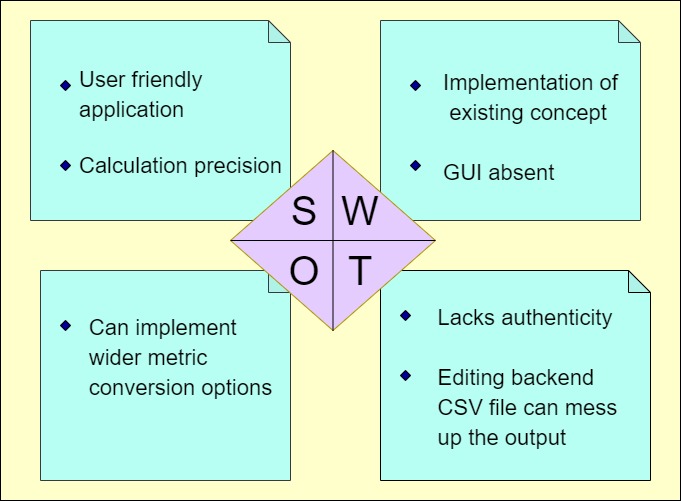 User friendly
application
Calculation precision
Implementation of
existing concept
GUI absent
S W
O T
Can implement
wider metric
conversion options
Lacks authenticity
Editing backend
CSV file can mess
up the output